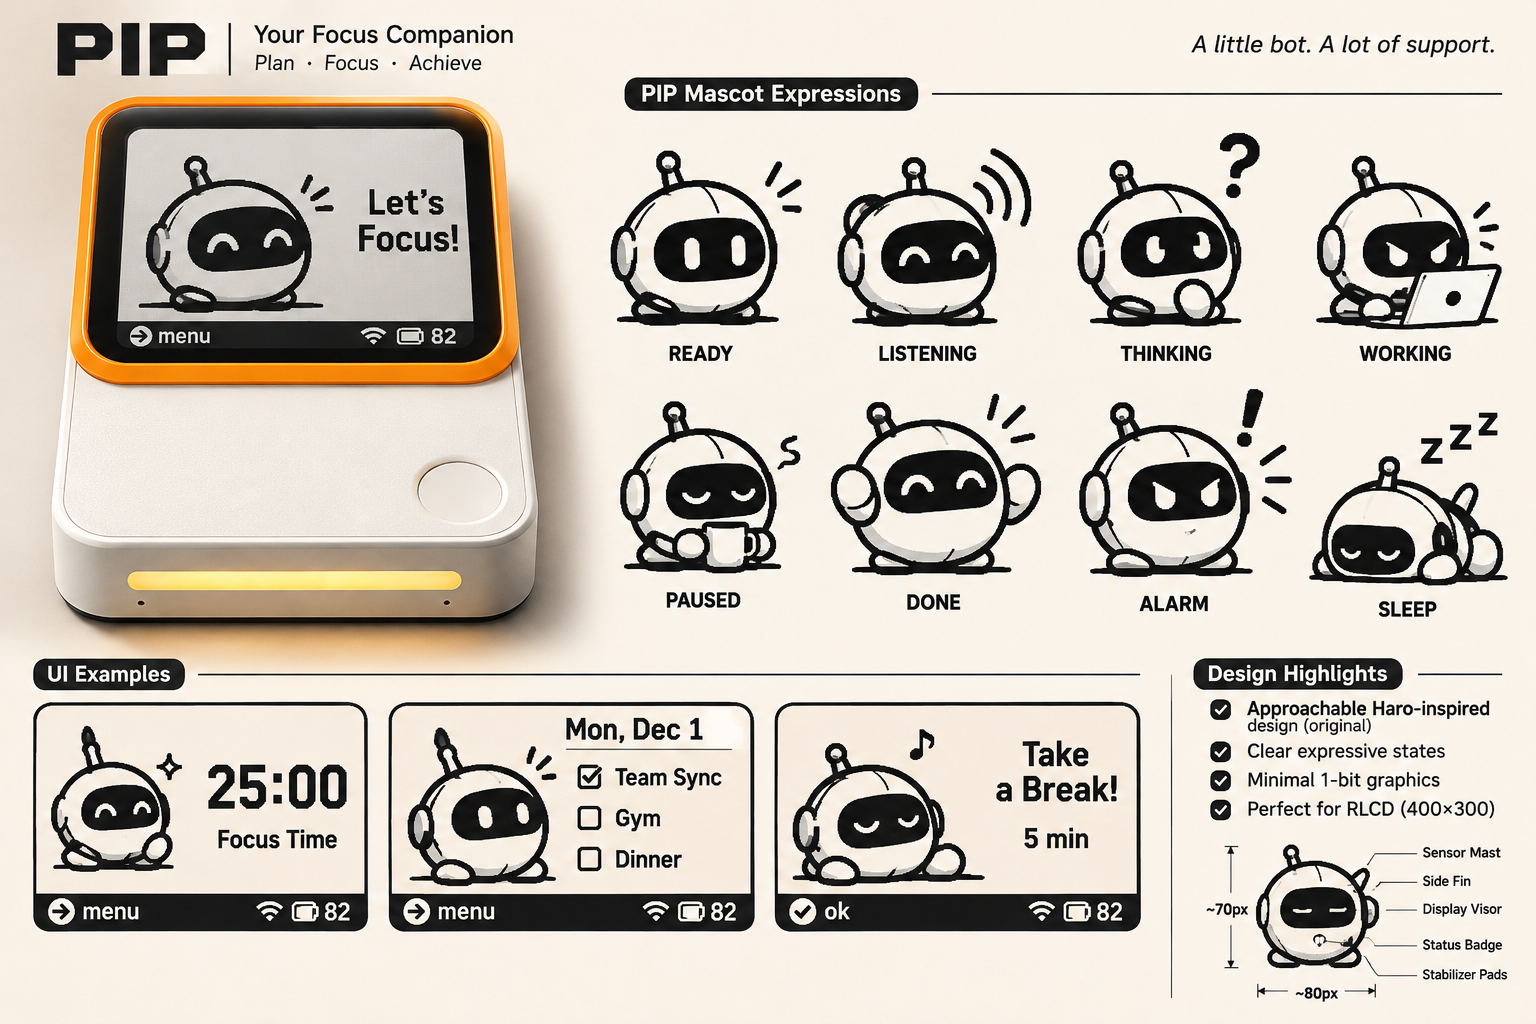 PIP
Your Focus Companion
Plan · Focus · Achieve
A little bot. A lot of support.
Let's
Focus!
menu
82
PIP Mascot Expressions
?
READY
LISTENING
THINKING
WORKING
!
z z z
PAUSED
DONE
ALARM
SLEEP
UI Examples
25:00
Focus Time
menu
82
Mon, Dec 1
Team Sync
Gym
Dinner
menu
82
Take
a Break!
5 min
ok
82
Design Highlights
Approachable Haro-inspired
design (original)
Clear expressive states
Minimal 1-bit graphics
Perfect for RLCD (400×300)
Sensor Mast
Side Fin
~70px
Display Visor
Status Badge
Stabilizer Pads
~80px